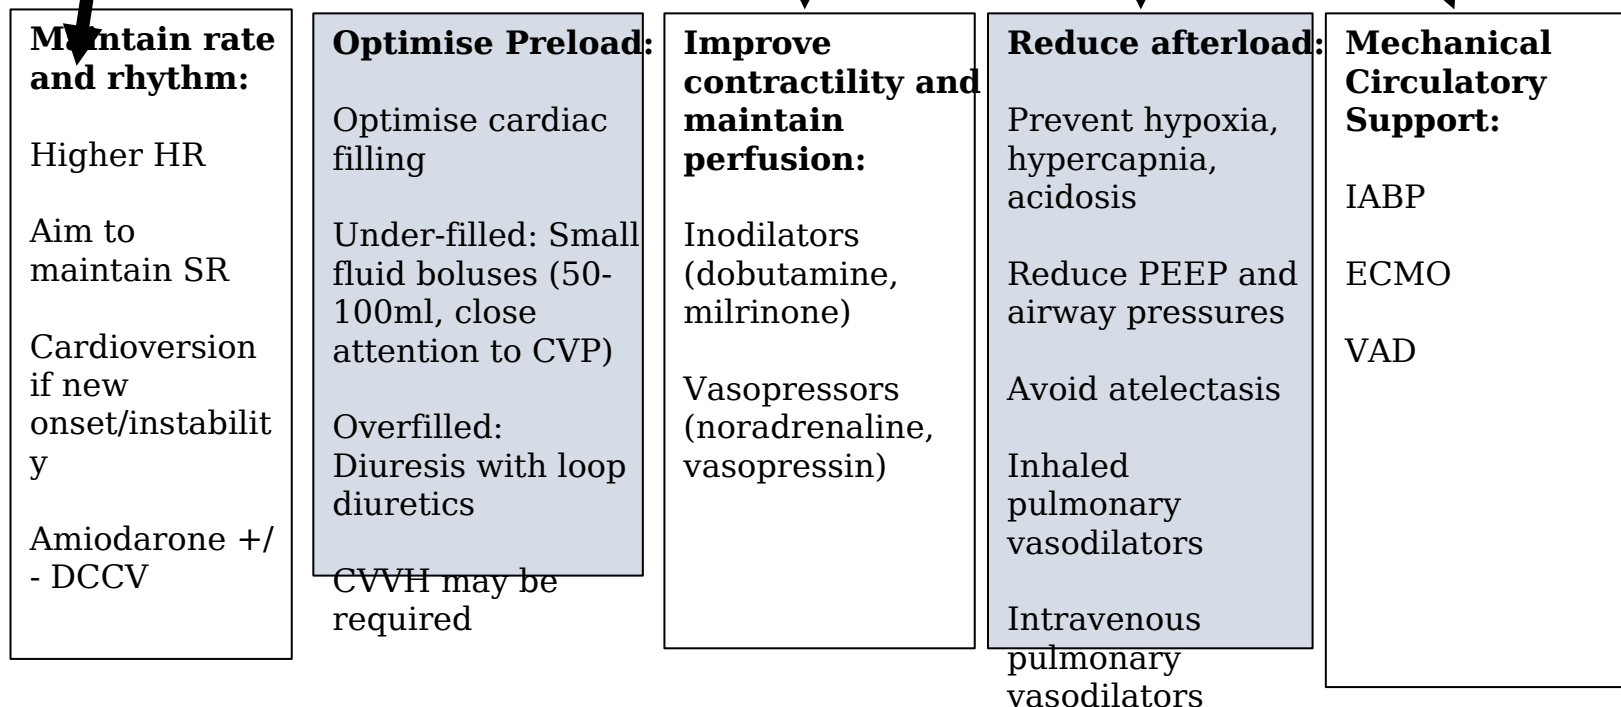 Maintain rate
and rhythm:
Higher HR
Aim to
maintain SR
Cardioversion
if new
onset/instabilit
y
Amiodarone +/
- DCCV
Optimise Preload:
Optimise cardiac
filling
Under-filled: Small
fluid boluses (50-
100ml, close
attention to CVP)
Overfilled:
Diuresis with loop
diuretics
CVVH may be
required
Improve
contractility and
maintain
perfusion:
Inodilators
(dobutamine,
milrinone)
Vasopressors
(noradrenaline,
vasopressin)
Reduce afterload:
Prevent hypoxia,
hypercapnia,
acidosis
Reduce PEEP and
airway pressures
Avoid atelectasis
Inhaled
pulmonary
vasodilators
Intravenous
pulmonary
vasodilators
Mechanical
Circulatory
Support:
IABP
ECMO
VAD